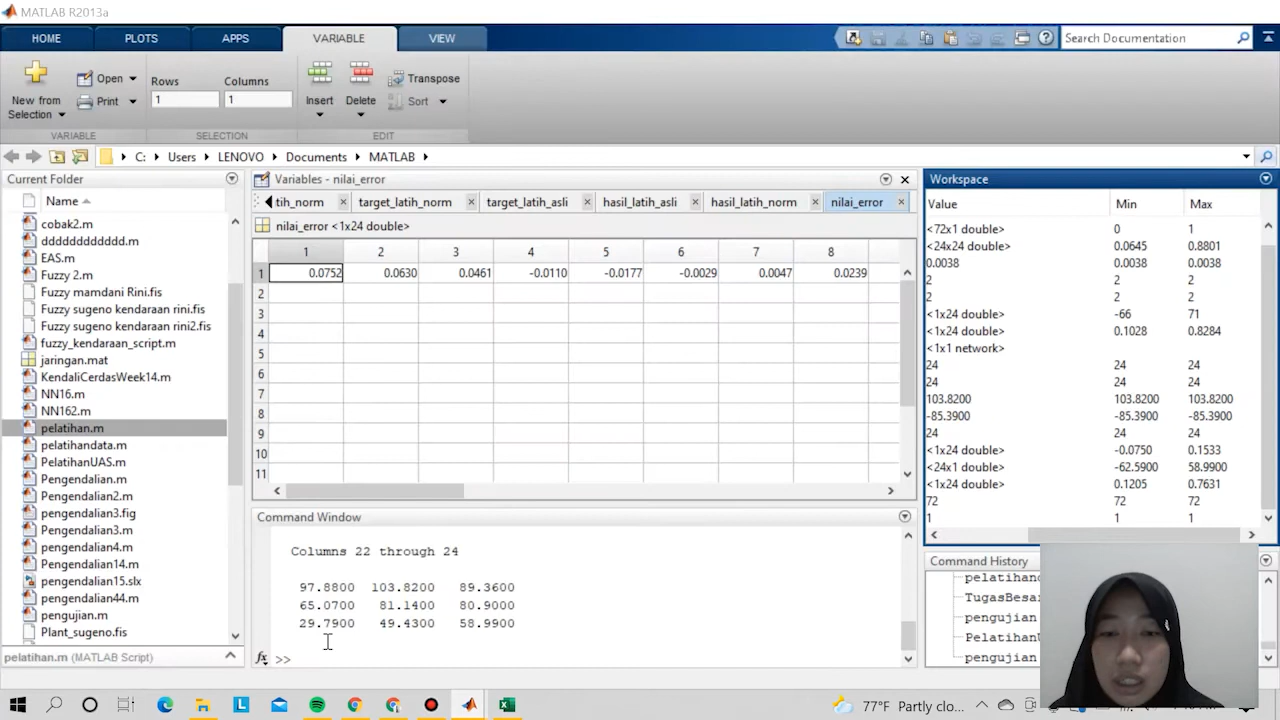 MATLAB R2013a
HOME PLOTS APPS VARIABLE VIEW
Search Documentation
New from
Selection
Open
Print
Rows Columns
1 1
Insert Delete
Transpose
Sort
VARIABLE SELECTION EDIT
C: Users LENOVO Documents MATLAB
Current Folder
Name
cobak2.m
dddddddddddd.m
EAS.m
Fuzzy 2.m
Fuzzy mamdani Rini.fis
Fuzzy sugeno kendaraan rini.fis
Fuzzy sugeno kendaraan rini2.fis
fuzzy_kendaraan_script.m
jaringan.mat
KendaliCerdasWeek14.m
NN16.m
NN162.m
pelatihan.m
pelatihandata.m
PelatihanUAS.m
Pengendalian.m
Pengendalian2.m
pengendalian3.fig
Pengendalian3.m
pengendalian4.m
Pengendalian14.m
pengendalian15.slx
pengendalian44.m
pengujian.m
Plant_sugeno.fis
pelatihan.m (MATLAB Script)
Variables - nilai_error
tih_norm target_latih_norm target_latih_asli hasil_latih_asli hasil_latih_norm nilai_error
nilai_error <1x24 double>
1 2 3 4 5 6 7 8
1 0.0752 0.0630 0.0461 -0.0110 -0.0177 -0.0029 0.0047 0.0239
2
3
4
5
6
7
8
9
10
11
Command Window
Columns 22 through 24
97.8800 103.8200 89.3600
65.0700 81.1400 80.9000
29.7900 49.4300 58.9900
fx >>
Workspace
Value Min Max
<72x1 double> 0 1
<24x24 double> 0.0645 0.8801
0.0038 0.0038 0.0038
2 2 2
2 2 2
<1x24 double> -66 71
<1x24 double> 0.1028 0.8284
<1x1 network>
24 24 24
24 24 24
103.8200 103.8200 103.8200
-85.3900 -85.3900 -85.3900
24 24 24
<1x24 double> -0.0750 0.1533
<24x1 double> -62.5900 58.9900
<1x24 double> 0.1205 0.7631
72 72 72
1 1 1
Command History
pelatihand
TugasBesar
pengujian
PelatihanU
pengujian
77°F Partly clo...